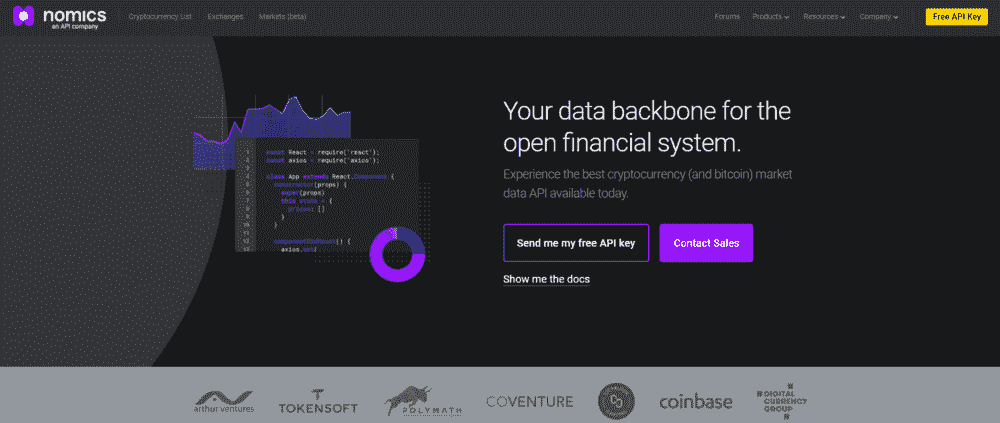 nomics
an API company
Cryptocurrency List
Exchanges
Markets (beta)
Forums
Products
Resources
Company
Free API Key
Your data backbone for the
open financial system.
Experience the best cryptocurrency (and bitcoin) market
data API available today.
Send me my free API key
Contact Sales
Show me the docs
1 const React = require('react');
2 const axios = require('axios');
3
4 class App extends React.Component {
5 constructor(props) {
6 super(props)
7 this.state = {
8 prices: []
9 }
10 }
11
12 componentDidMount() {
13 axios.get(
arthur ventures
TOKENSOFT
POLYMATH
COVENTURE
coinbase
DIGITAL
CURRENCY
GROUP